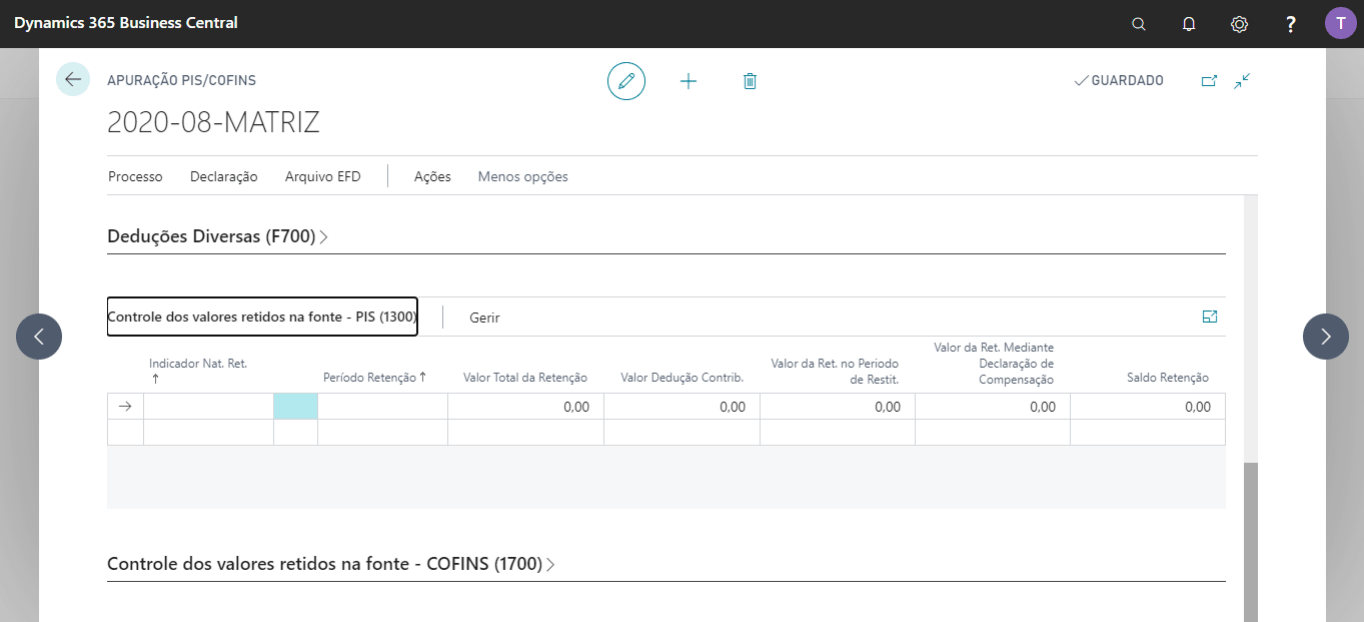 Dynamics 365 Business Central
?
T
APURAÇÃO PIS/COFINS
GUARDADO
2020-08-MATRIZ
Processo
Declaração
Arquivo EFD
Ações
Menos opções
Deduções Diversas (F700)
Controle dos valores retidos na fonte - PIS (1300)
Gerir
Indicador Nat. Ret.
↑
Período Retenção ↑
Valor Total da Retenção
Valor Dedução Contrib.
Valor da Ret. no Periodo
de Restit.
Valor da Ret. Mediante
Declaração de
Compensação
Saldo Retenção
0,00
0,00
0,00
0,00
0,00
Controle dos valores retidos na fonte - COFINS (1700)